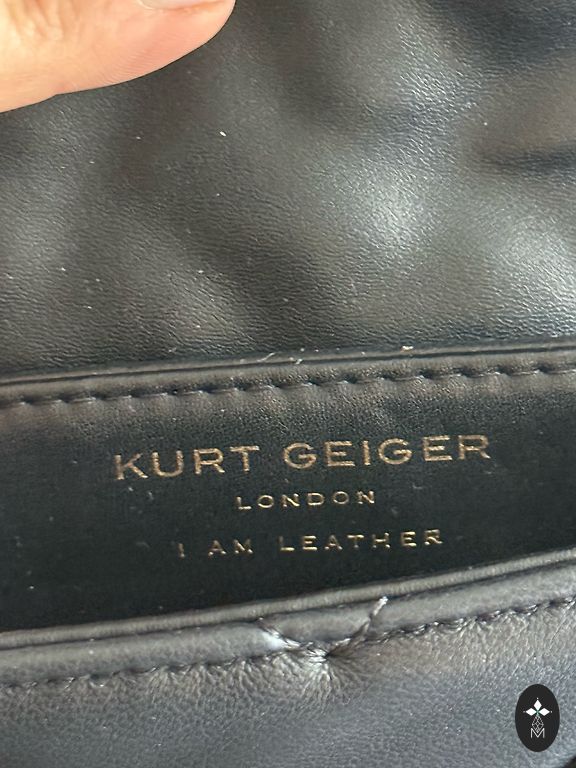 KURT GEIGER
LONDON
I AM LEATHER
M